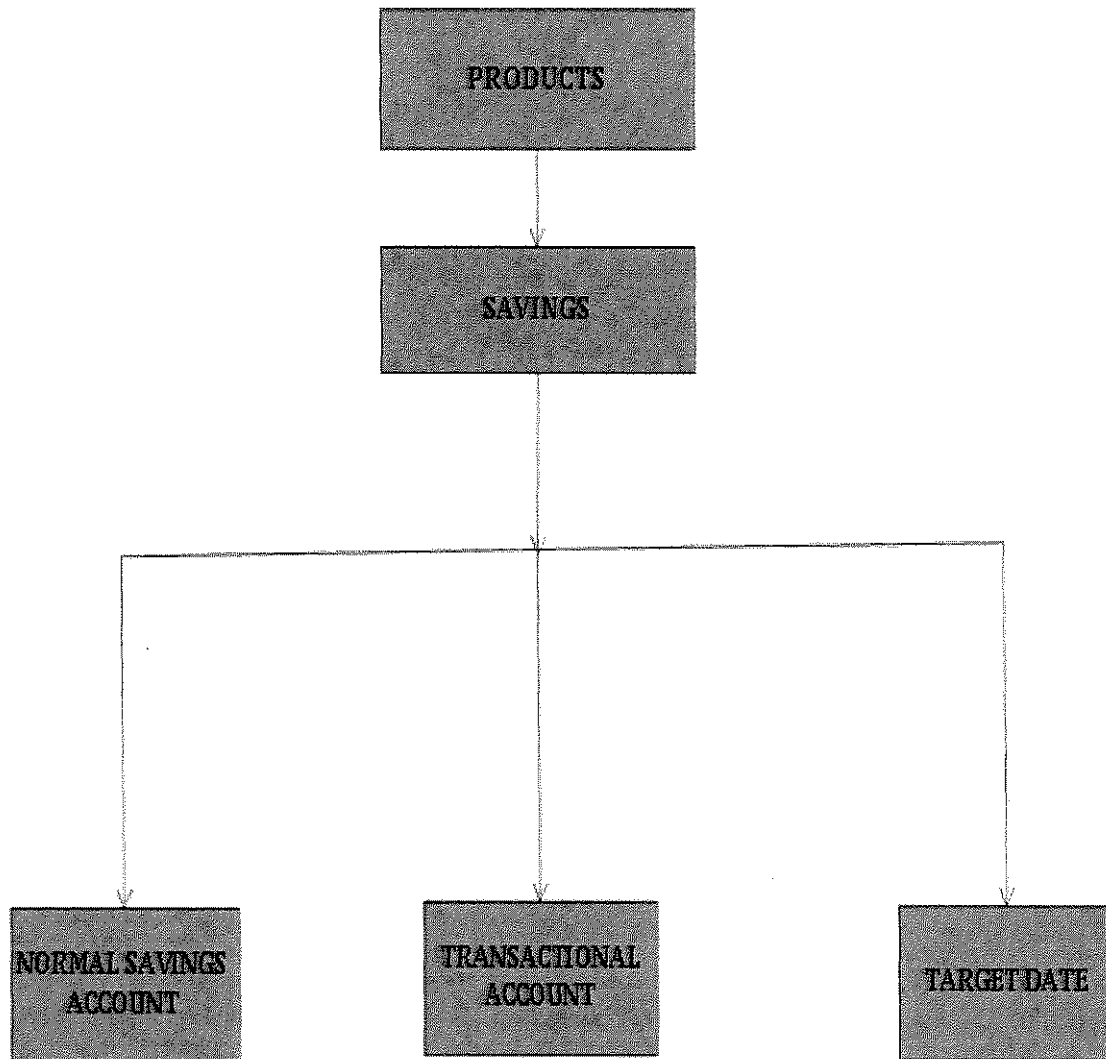 PRODUCTS
SAVINGS
NORMAL SAVINGS
ACCOUNT
TRANSACTIONAL
ACCOUNT
TARGET DATE